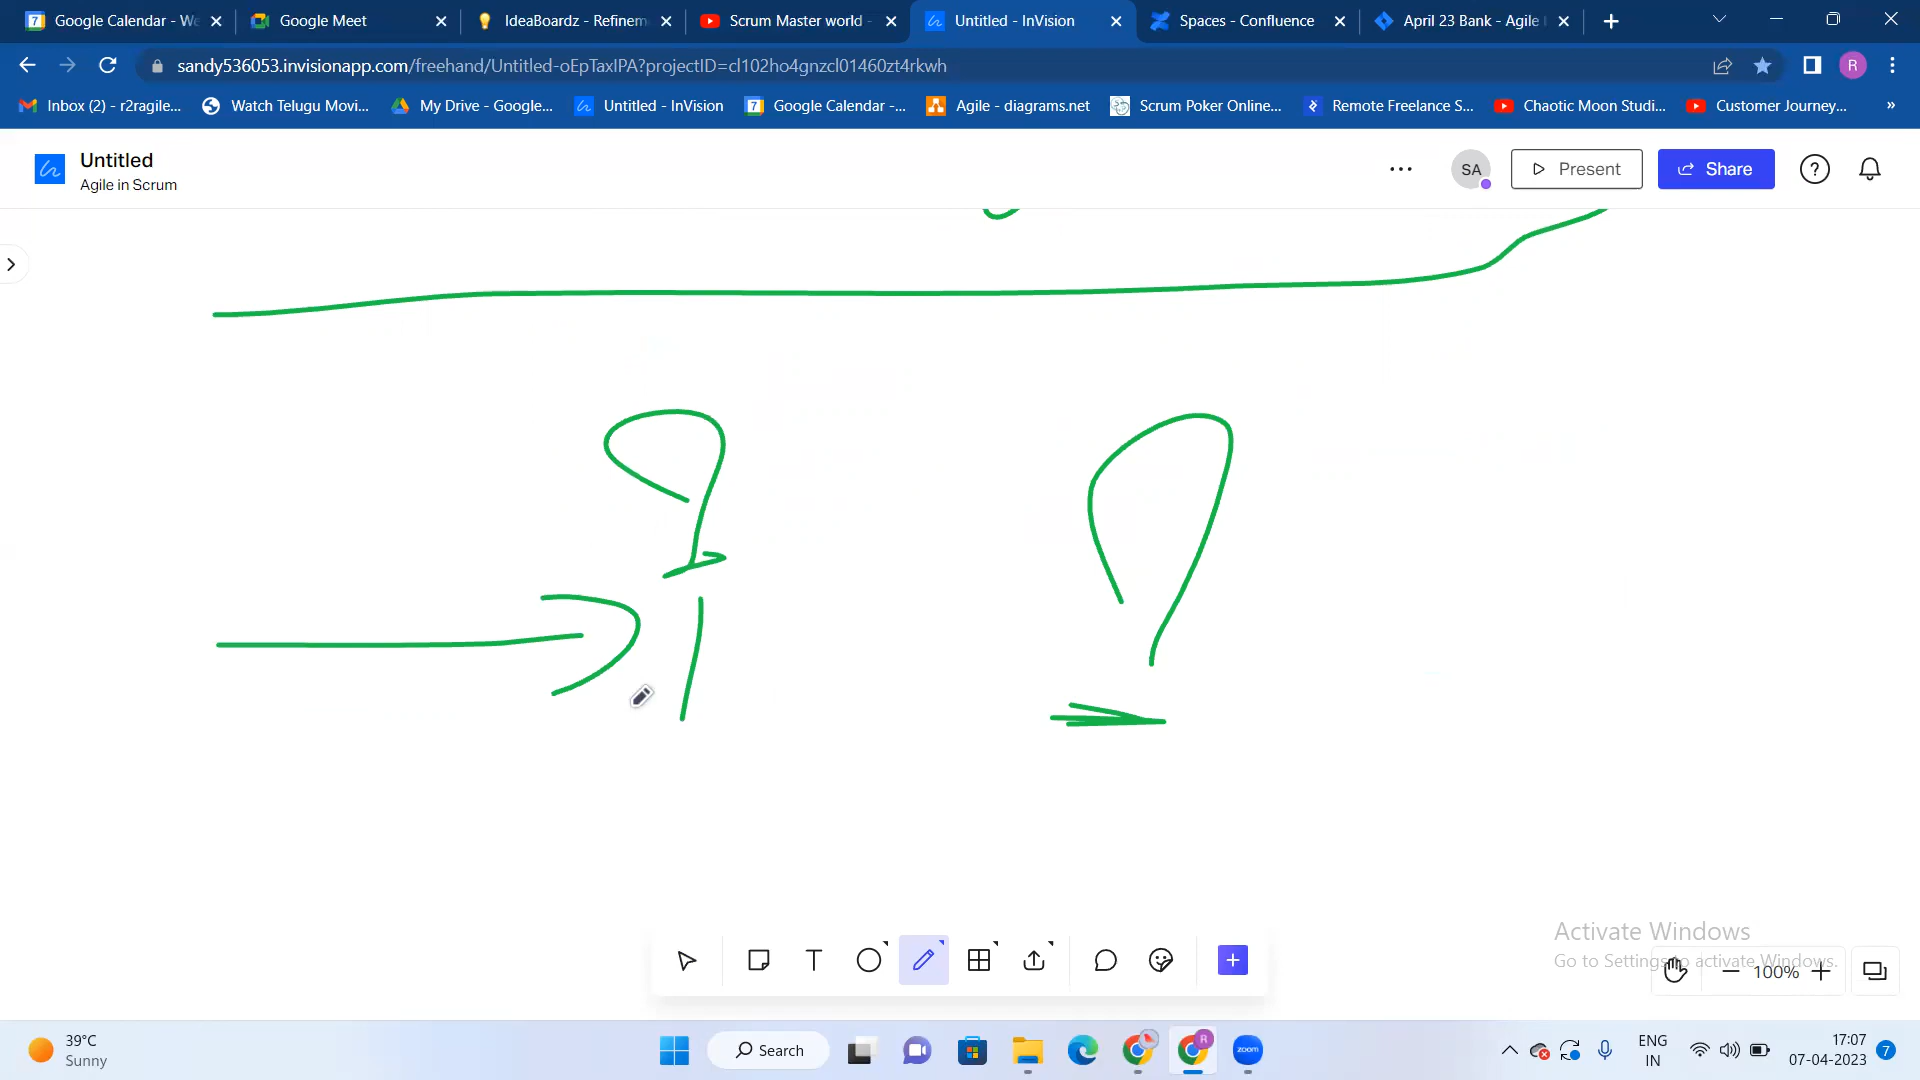 Google Calendar - We
Google Meet
IdeaBoardz - Refinem
Scrum Master world -
Untitled - InVision
Spaces - Confluence
April 23 Bank - Agile
sandy536053.invisionapp.com/freehand/Untitled-oEpTaxIPA?projectID=cl102ho4gnzcl01460zt4rkwh
R
Inbox (2) - r2ragile...
Watch Telugu Movi...
My Drive - Google...
Untitled - InVision
7 Google Calendar -...
Agile - diagrams.net
Scrum Poker Online...
Remote Freelance S...
Chaotic Moon Studi...
Customer Journey,...
»
Untitled
Agile in Scrum
SA
Present
Share
?
T
Activate Windows
Go to Settings to activate Windows.
100%
39°C
Sunny
Search
R
zoom
ENG
IN
17:07
07-04-2023
7